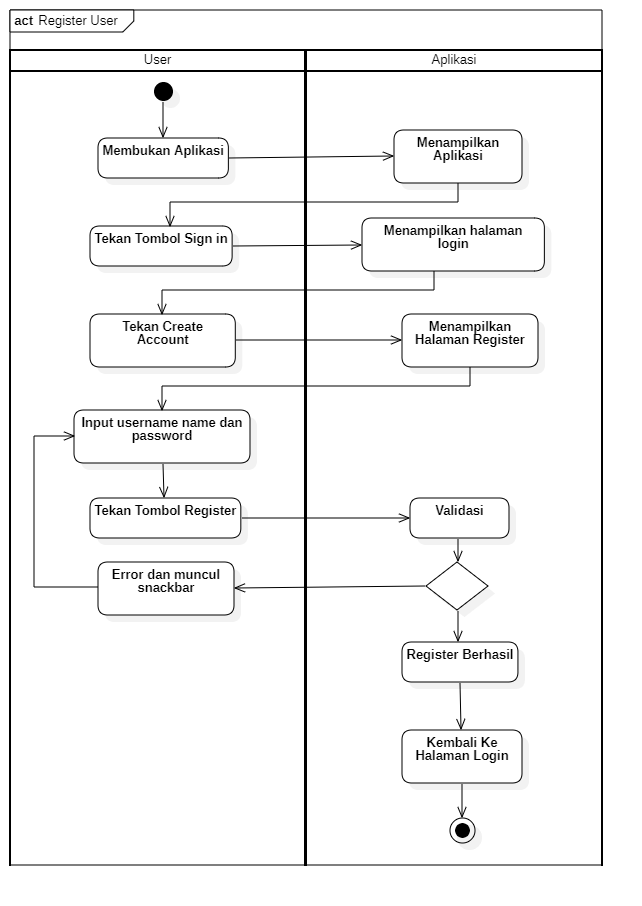 act Register User
User
Aplikasi
Membukan Aplikasi
Menampilkan
Aplikasi
Tekan Tombol Sign in
Menampilkan halaman
login
Tekan Create
Account
Menampilkan
Halaman Register
Input username name dan
password
Tekan Tombol Register
Validasi
Error dan muncul
snackbar
Register Berhasil
Kembali Ke
Halaman Login